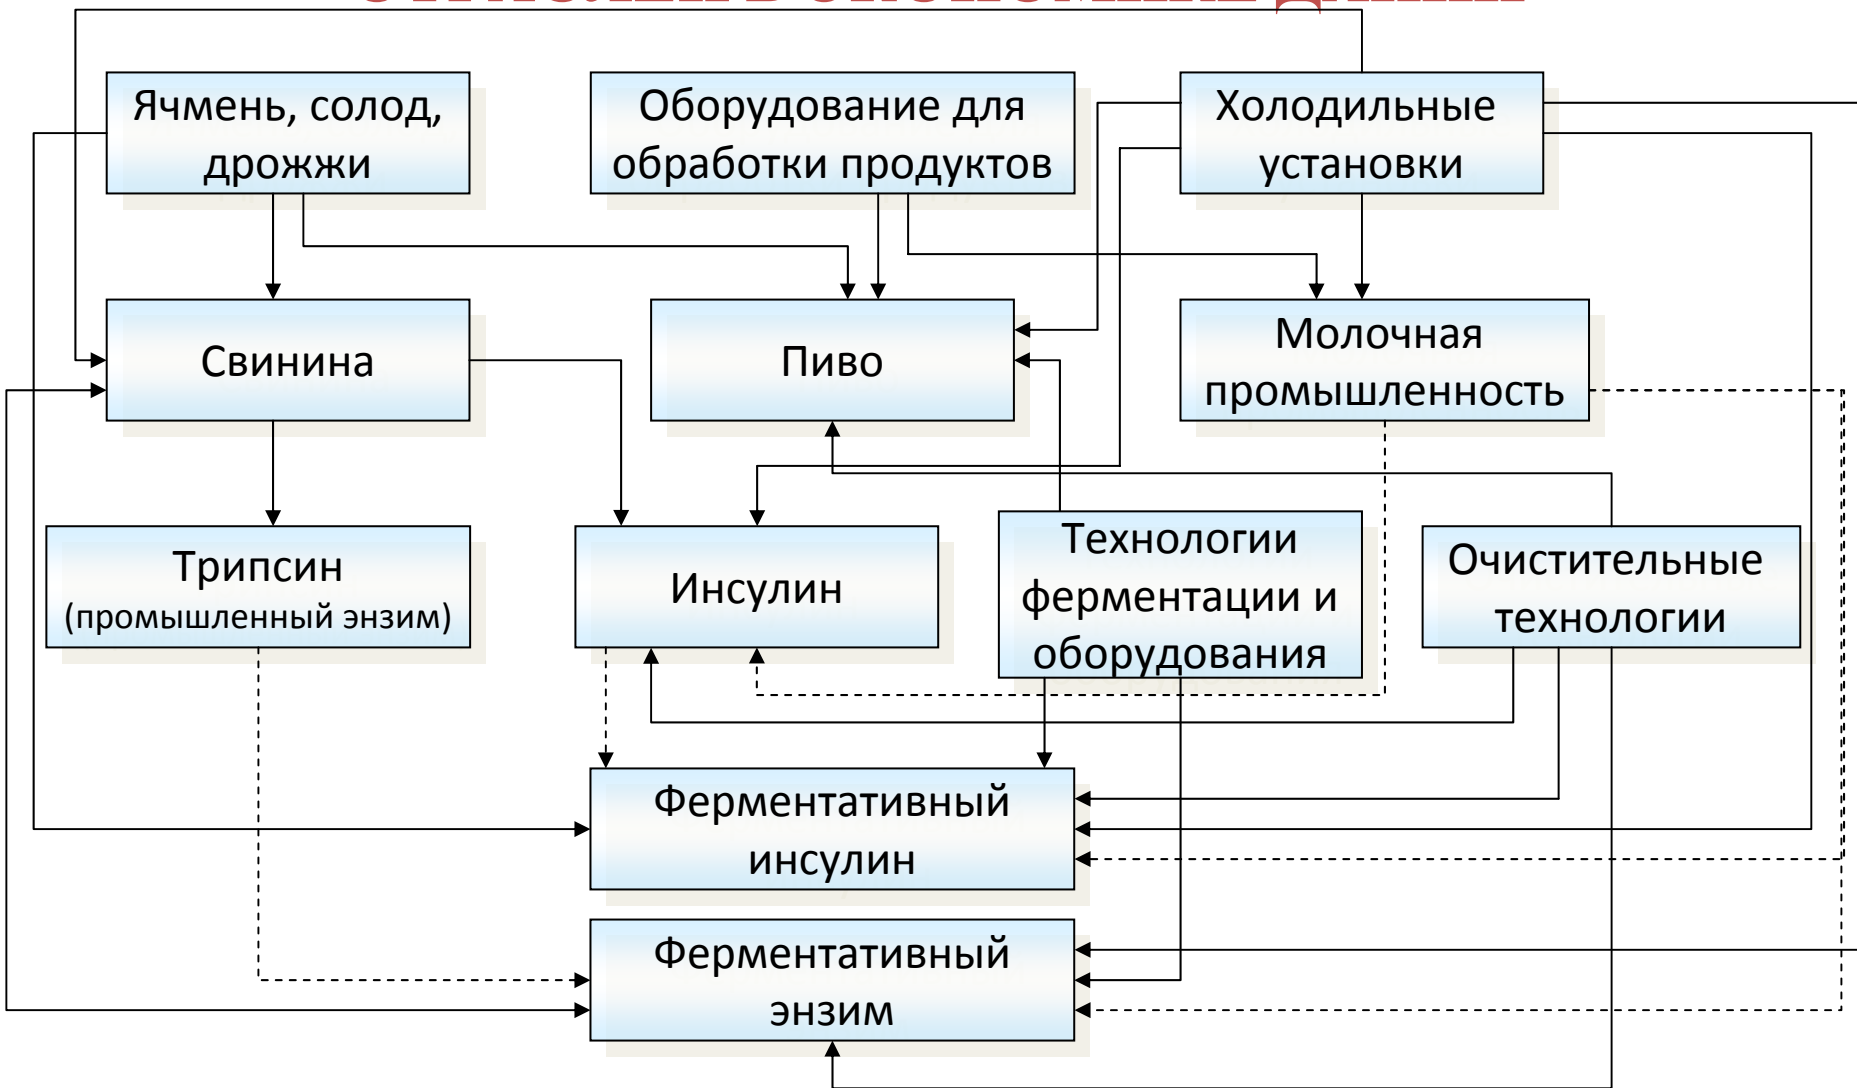 Ячмень, солод,
дрожжи
Оборудование для
обработки продуктов
Холодильные
установки
Свинина
Пиво
Молочная
промышленность
Трипсин
(промышленный энзим)
Инсулин
Технологии
ферментации и
оборудования
Очистительные
технологии
Ферментативный
инсулин
Ферментативный
энзим